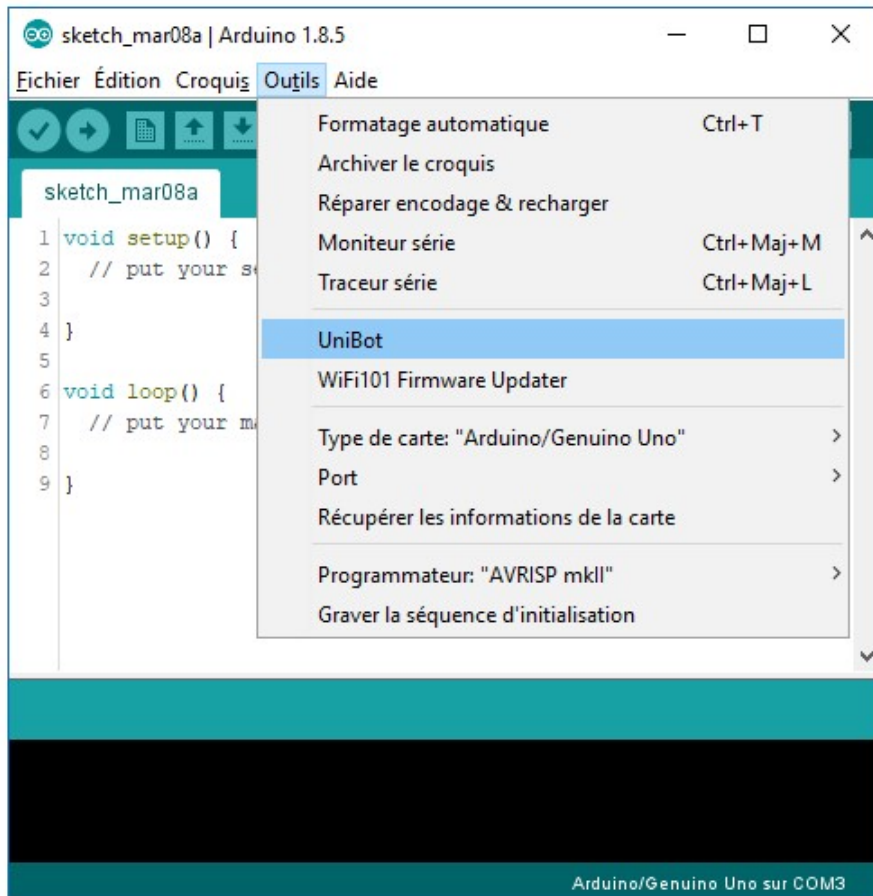 sketch_mar08a | Arduino 1.8.5
Fichier Édition Croquis Outils Aide
Formatage automatique Ctrl+T
Archiver le croquis
Réparer encodage & recharger
Moniteur série Ctrl+Maj+M
Traceur série Ctrl+Maj+L
UniBot
WiFi101 Firmware Updater
Type de carte: "Arduino/Genuino Uno"
Port
Récupérer les informations de la carte
Programmateur: "AVRISP mkII"
Graver la séquence d'initialisation
sketch_mar08a
1 void setup() {
2 // put your se
3
4 }
5
6 void loop() {
7 // put your ma
8
9 }
Arduino/Genuino Uno sur COM3